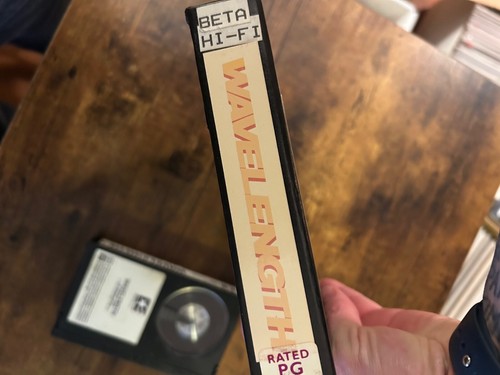 BETA
HI-FI
WAVELENGTH
RATED
PG